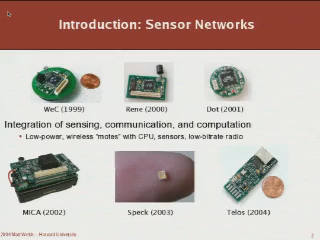 Introduction: Sensor Networks
WeC (1999) Rene (2000) Dot (2001)
Integration of sensing, communication, and computation
• Low-power, wireless "motes" with CPU, sensors, low-bitrate radio
MICA (2002) Speck (2003) Telos (2004)
2004 Matt Welsh - Harvard University